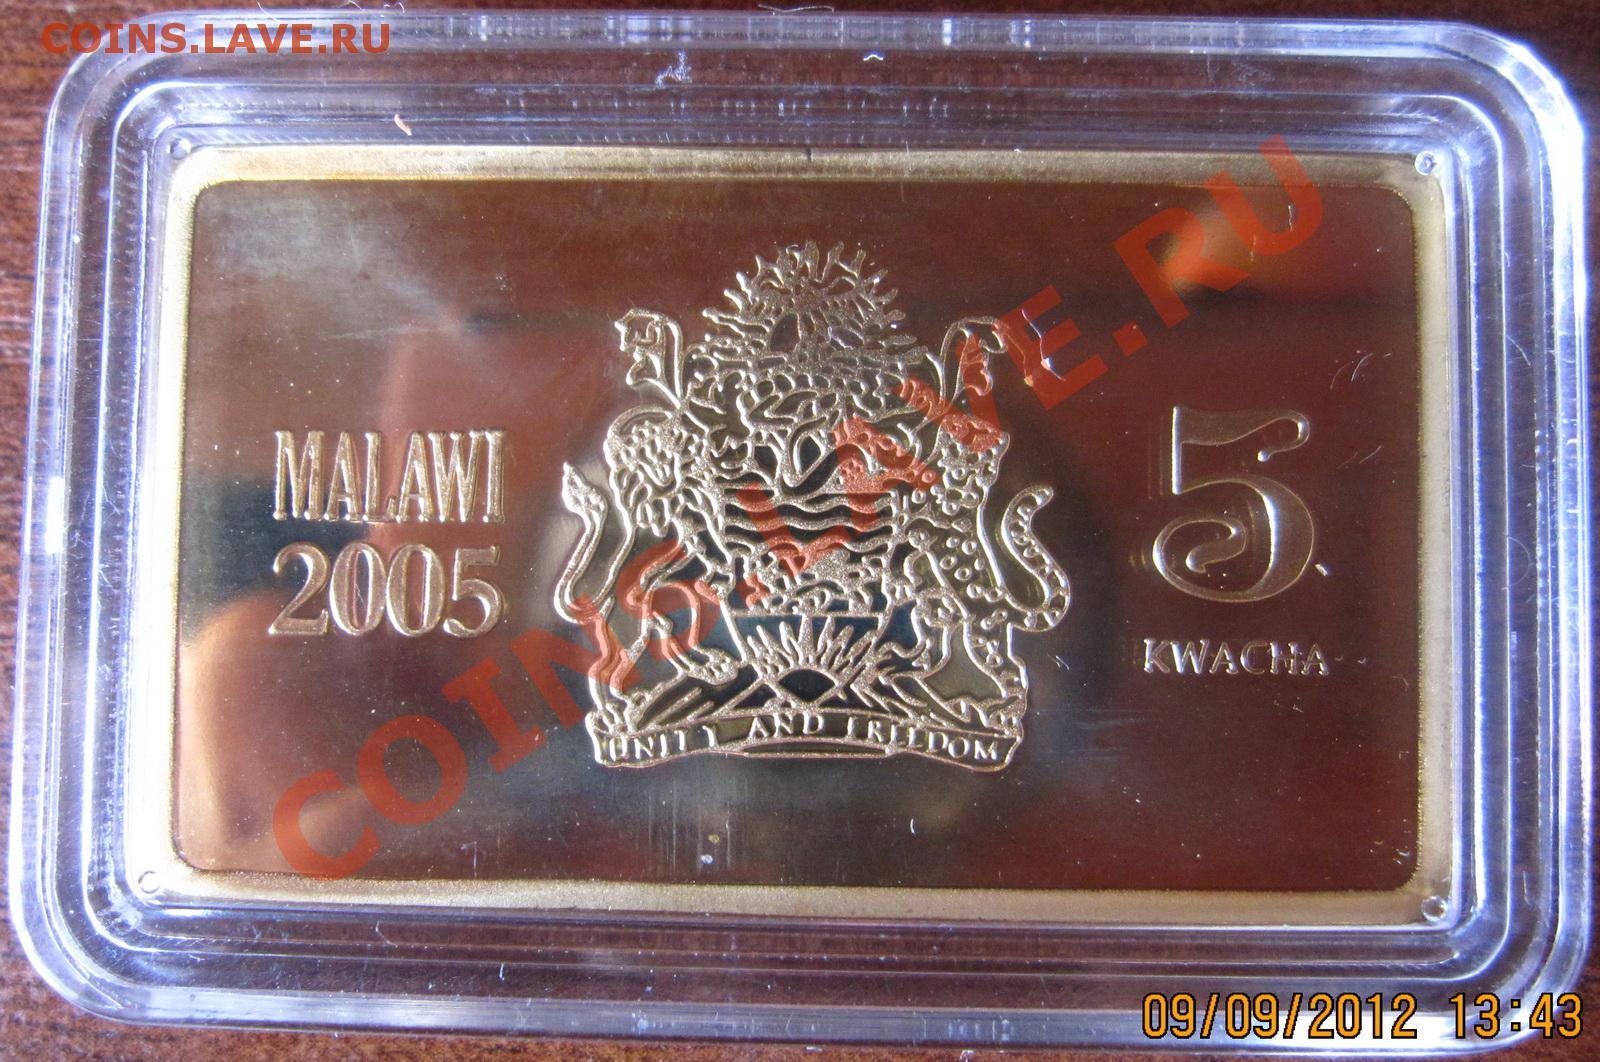 COINS.LAVE.RU
COINS.LAVE.RU
MALAWI
2005
5
KWACHA
UNITY AND FREEDOM
09/09/2012 13:43